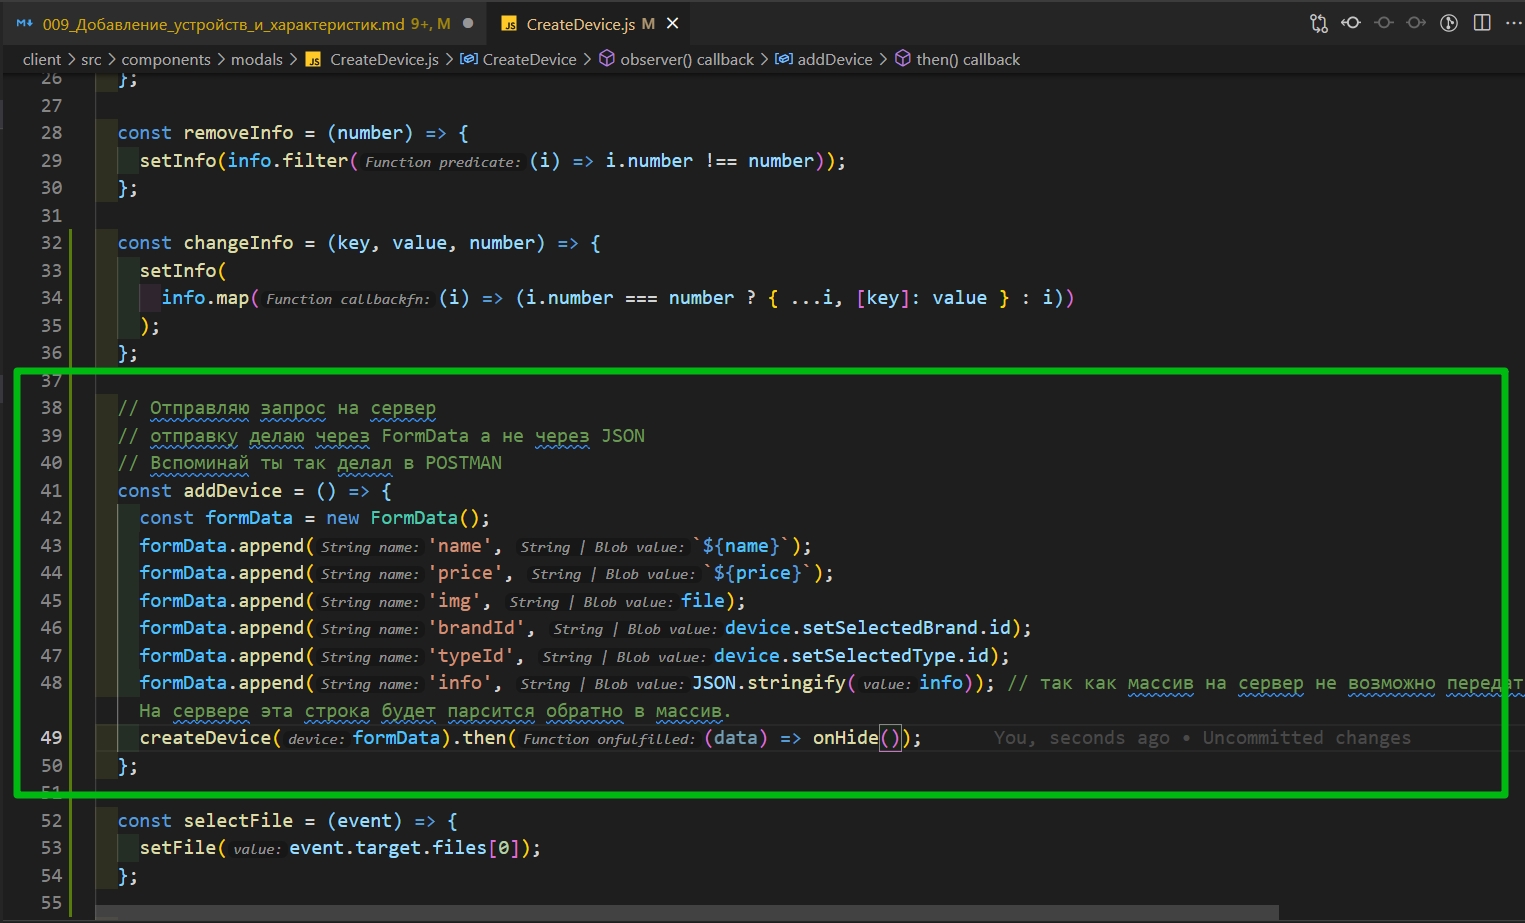 009_Добавление_устройств_и_характеристик.md 9+, M CreateDevice.js M
client > src > components > modals > CreateDevice.js > CreateDevice > observer() callback > addDevice > then() callback
26 };
27
28 const removeInfo = (number) => {
29 setInfo(info.filter( Function predicate: (i) => i.number !== number));
30 };
31
32 const changeInfo = (key, value, number) => {
33 setInfo(
34 info.map( Function callbackfn: (i) => (i.number === number ? { ...i, [key]: value } : i))
35 );
36 };
37
38 // Отправляю запрос на сервер
39 // отправку делаю через FormData а не через JSON
40 // Вспоминай ты так делал в POSTMAN
41 const addDevice = () => {
42 const formData = new FormData();
43 formData.append( String name: 'name', String | Blob value: `${name}`);
44 formData.append( String name: 'price', String | Blob value: `${price}`);
45 formData.append( String name: 'img', String | Blob value: file);
46 formData.append( String name: 'brandId', String | Blob value: device.setSelectedBrand.id);
47 formData.append( String name: 'typeId', String | Blob value: device.setSelectedType.id);
48 formData.append( String name: 'info', String | Blob value: JSON.stringify( value: info)); // так как массив на сервер не возможно передат
На сервере эта строка будет парсится обратно в массив.
49 createDevice( device: formData).then( Function onfulfilled: (data) => onHide()); You, seconds ago • Uncommitted changes
50 };
51
52 const selectFile = (event) => {
53 setFile( value: event.target.files[0]);
54 };
55